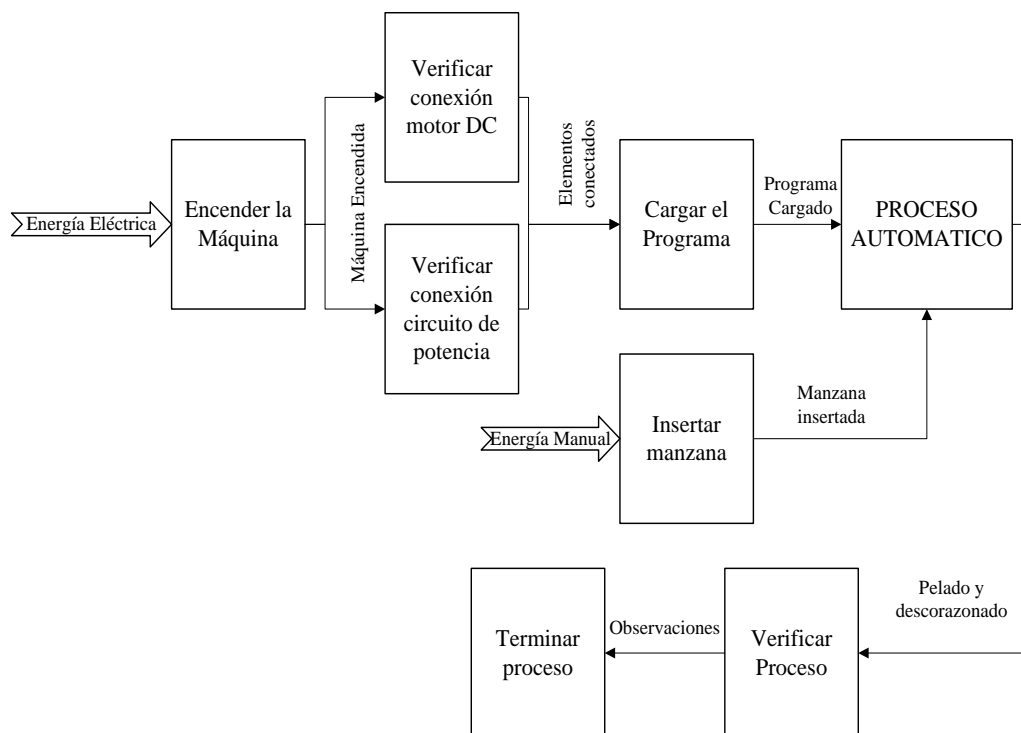 Energía Eléctrica
Encender la
Máquina
Máquina Encendida
Verificar
conexión
motor DC
Verificar
conexión
circuito de
potencia
Elementos
conectados
Cargar el
Programa
Programa
Cargado
PROCESO
AUTOMATICO
Energía Manual
Insertar
manzana
Manzana
insertada
Pelado y
descorazonado
Verificar
Proceso
Observaciones
Terminar
proceso